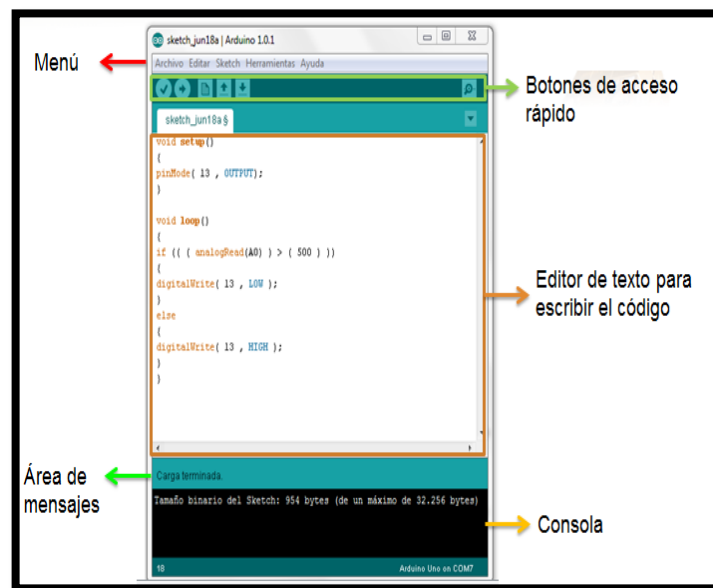 sketch_jun18a | Arduino 1.0.1
Menú
Archivo Editar Sketch Herramientas Ayuda
Botones de acceso
rápido
sketch_jun18a §
void setup()
{
pinMode( 13 , OUTPUT);
}
void loop()
{
if (( ( analogRead(A0) ) > ( 500 ) ))
{
digitalWrite( 13 , LOW );
}
else
{
digitalWrite( 13 , HIGH );
}
}
Editor de texto para
escribir el código
Área de
mensajes
Carga terminada.
Tamaño binario del Sketch: 954 bytes (de un máximo de 32.256 bytes)
Consola
18
Arduino Uno on COM7